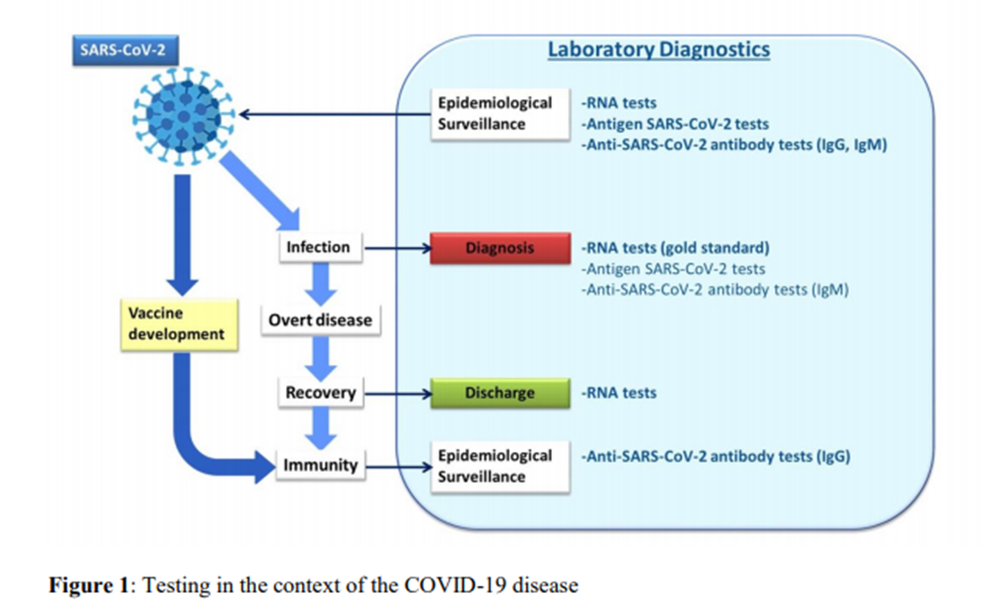 SARS-CoV-2
Laboratory Diagnostics
Epidemiological
Surveillance
-RNA tests
-Antigen SARS-CoV-2 tests
-Anti-SARS-CoV-2 antibody tests (IgG, IgM)
Infection
Diagnosis
-RNA tests (gold standard)
-Antigen SARS-CoV-2 tests
-Anti-SARS-CoV-2 antibody tests (IgM)
Vaccine
development
Overt disease
Recovery
Discharge
-RNA tests
Immunity
Epidemiological
Surveillance
-Anti-SARS-CoV-2 antibody tests (IgG)
Figure 1: Testing in the context of the COVID-19 disease